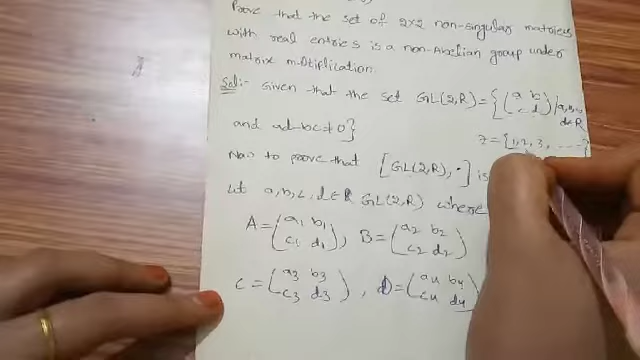 Prove that the set of 2x2 non-singular matrices
with real entries is a non-Abelian group under
matrix multiplication.
Sol:- Given that the set GL(2,R) = { ( a b c d ) / a, b, c, d∈R
and ad-bc≠0}
z = {1, 2, 3, ....}
Now to prove that [GL(2,R), ·] is
Let a, b, c, d ∈ GL(2,R) where
A = ( a₁ b₁ c₁ d₁ ), B = ( a₂ b₂ c₂ d₂ )
C = ( a₃ b₃ c₃ d₃ ), d = ( a₄ b₄ c₄ d₄